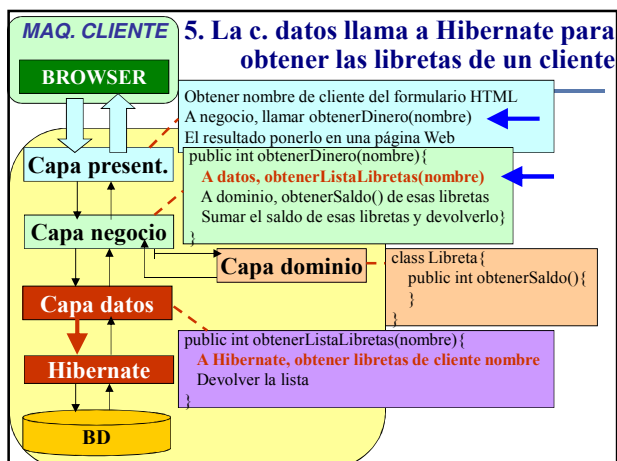 MAQ. CLIENTE
5. La c. datos llama a Hibernate para
obtener las libretas de un cliente
BROWSER
Obtener nombre de cliente del formulario HTML
A negocio, llamar obtenerDinero(nombre)
El resultado ponerlo en una página Web
Capa present.
public int obtenerDinero(nombre){
A datos, obtenerListaLibretas(nombre)
A dominio, obtenerSaldo() de esas libretas
Sumar el saldo de esas libretas y devolverlo}
}
Capa negocio
Capa dominio
class Libreta{
public int obtenerSaldo(){
}
}
Capa datos
public int obtenerListaLibretas(nombre){
A Hibernate, obtener libretas de cliente nombre
Devolver la lista
}
Hibernate
BD